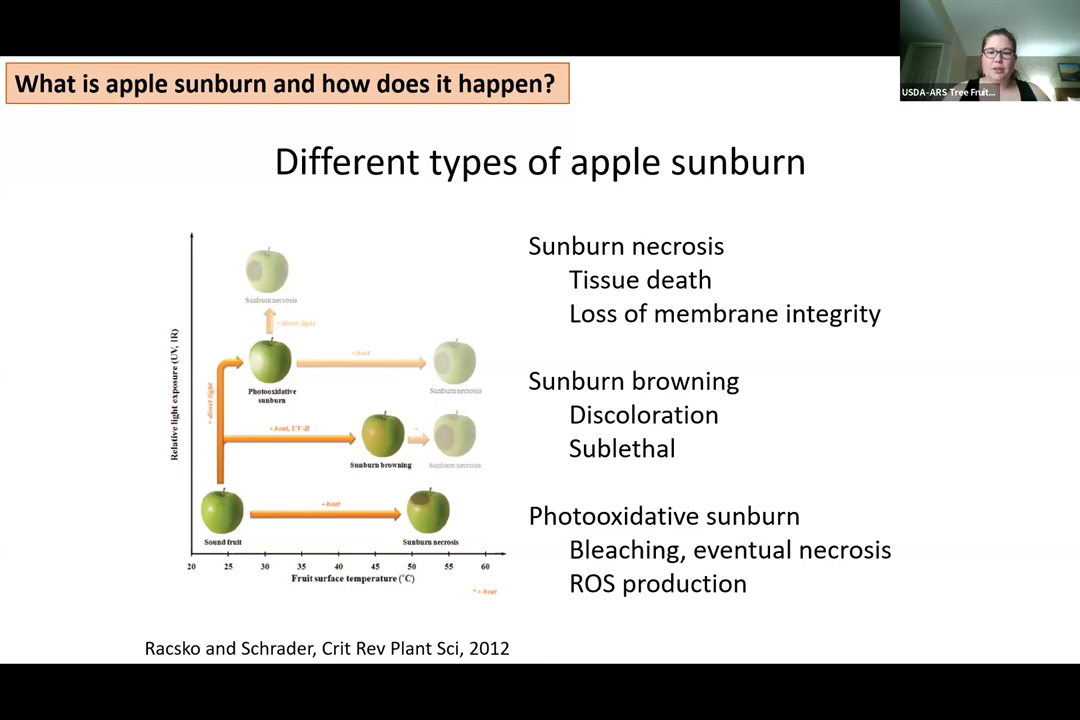 USDA-ARS Tree Fruit...
What is apple sunburn and how does it happen?
Different types of apple sunburn
Sunburn necrosis
Tissue death
Loss of membrane integrity
Sunburn browning
Discoloration
Sublethal
Photooxidative sunburn
Bleaching, eventual necrosis
ROS production
Relative light exposure (UV, IR)
Sunburn necrosis
+ direct light
Photooxidative
sunburn
+ heat
Sunburn necrosis
+ direct light
+ heat, UV-B
Sunburn browning
*
Sunburn necrosis
Sound fruit
+ heat
Sunburn necrosis
20 25 30 35 40 45 50 55 60
Fruit surface temperature (°C)
* + heat
Racsko and Schrader, Crit Rev Plant Sci, 2012